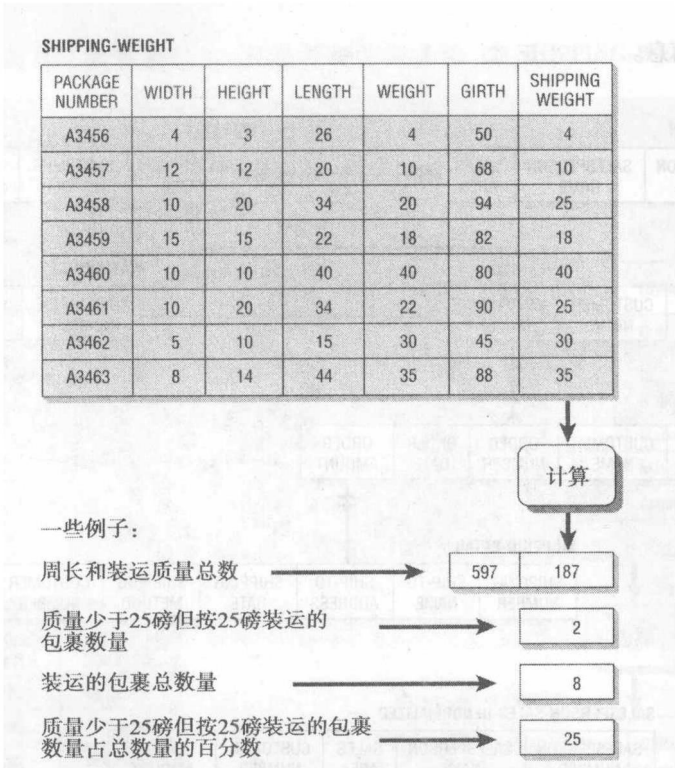 SHIPPING-WEIGHT
PACKAGE NUMBER WIDTH HEIGHT LENGTH WEIGHT GIRTH SHIPPING WEIGHT
A3456 4 3 26 4 50 4
A3457 12 12 20 10 68 10
A3458 10 20 34 20 94 25
A3459 15 15 22 18 82 18
A3460 10 10 40 40 80 40
A3461 10 20 34 22 90 25
A3462 5 10 15 30 45 30
A3463 8 14 44 35 88 35
计算
一些例子：
周长和装运质量总数 597 187
质量少于25磅但按25磅装运的
包裹数量 2
装运的包裹总数量 8
质量少于25磅但按25磅装运的包裹
数量占总数量的百分数 25